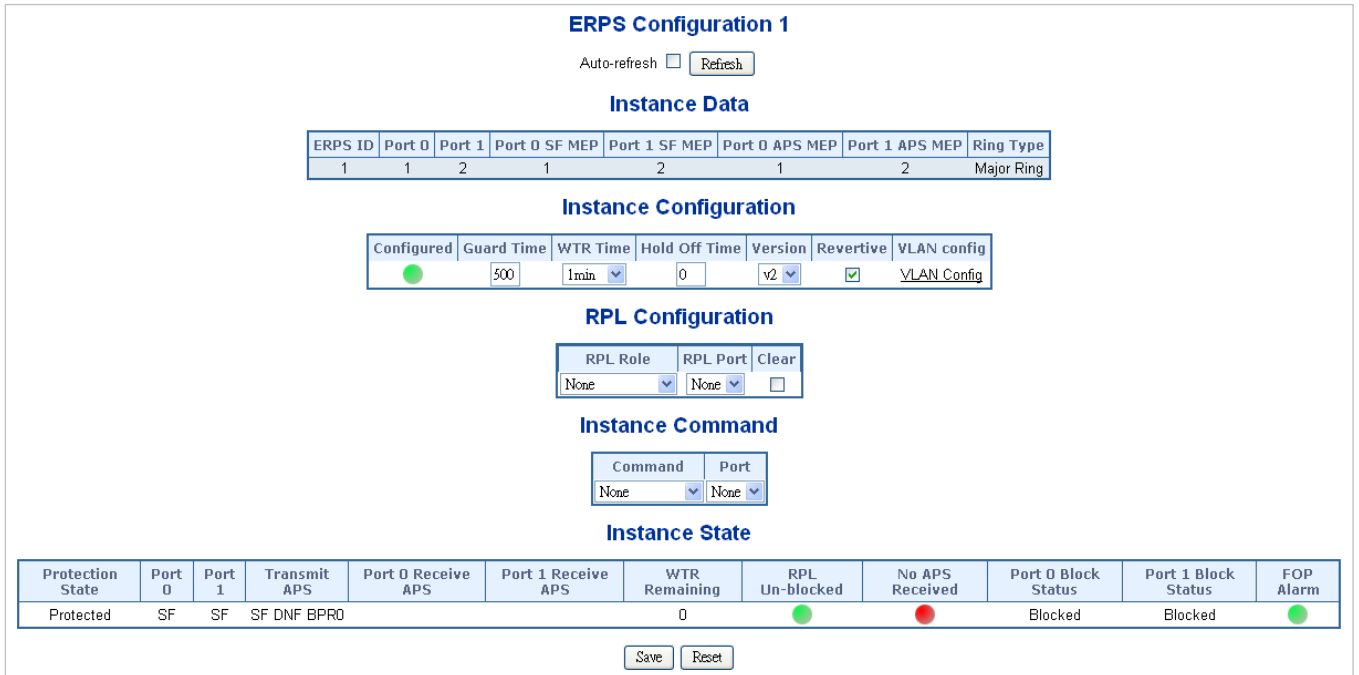 ERPS Configuration 1
Auto-refresh Refresh
Instance Data
ERPS ID Port 0 Port 1 Port 0 SF MEP Port 1 SF MEP Port 0 APS MEP Port 1 APS MEP Ring Type
1 1 2 1 2 1 2 Major Ring
Instance Configuration
Configured Guard Time WTR Time Hold Off Time Version Revertive VLAN config
500 1min 0 v2 VLAN Config
RPL Configuration
RPL Role RPL Port Clear
None None
Instance Command
Command Port
None None
Instance State
Protection State Port 0 Port 1 Transmit APS Port 0 Receive APS Port 1 Receive APS WTR Remaining RPL Un-blocked No APS Received Port 0 Block Status Port 1 Block Status FOP Alarm
Protected SF SF SF DNF BPR0 0 Blocked Blocked
Save Reset